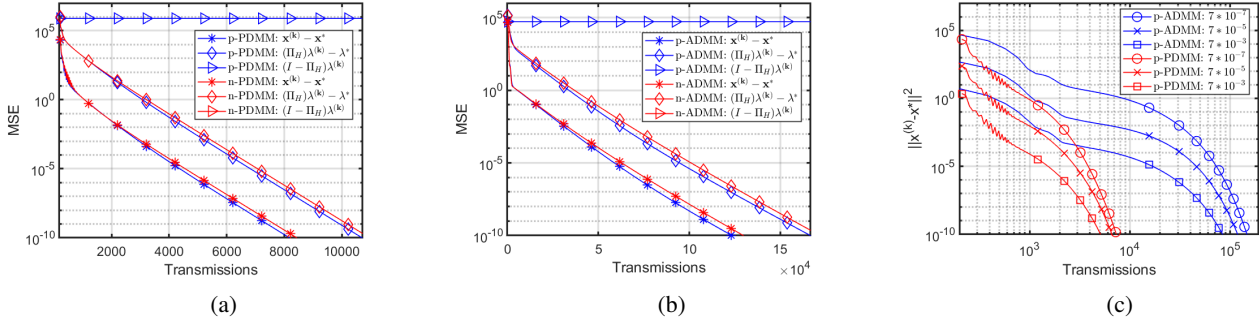 10^5
10^0
10^-5
10^-10
MSE
2000 4000 6000 8000 10000
Transmissions
p-PDMM: x^(k) − x*
p-PDMM: (Π_H)λ^(k) − λ*
p-PDMM: (I − Π_H)λ^(k)
n-PDMM: x^(k) − x*
n-PDMM: (Π_H)λ^(k) − λ*
n-PDMM: (I − Π_H)λ^(k)
(a)
10^5
10^0
10^-5
10^-10
MSE
0 5 10 15
× 10^4
Transmissions
p-ADMM: x^(k) − x*
p-ADMM: (Π_H)λ^(k) − λ*
p-ADMM: (I − Π_H)λ^(k)
n-ADMM: x^(k) − x*
n-ADMM: (Π_H)λ^(k) − λ*
n-ADMM: (I − Π_H)λ^(k)
(b)
10^5
10^0
10^-5
10^-10
||x^(k)-x*||^2
10^3 10^4 10^5
Transmissions
p-ADMM: 7 * 10^-7
p-ADMM: 7 * 10^-5
p-ADMM: 7 * 10^-3
p-PDMM: 7 * 10^-7
p-PDMM: 7 * 10^-5
p-PDMM: 7 * 10^-3
(c)